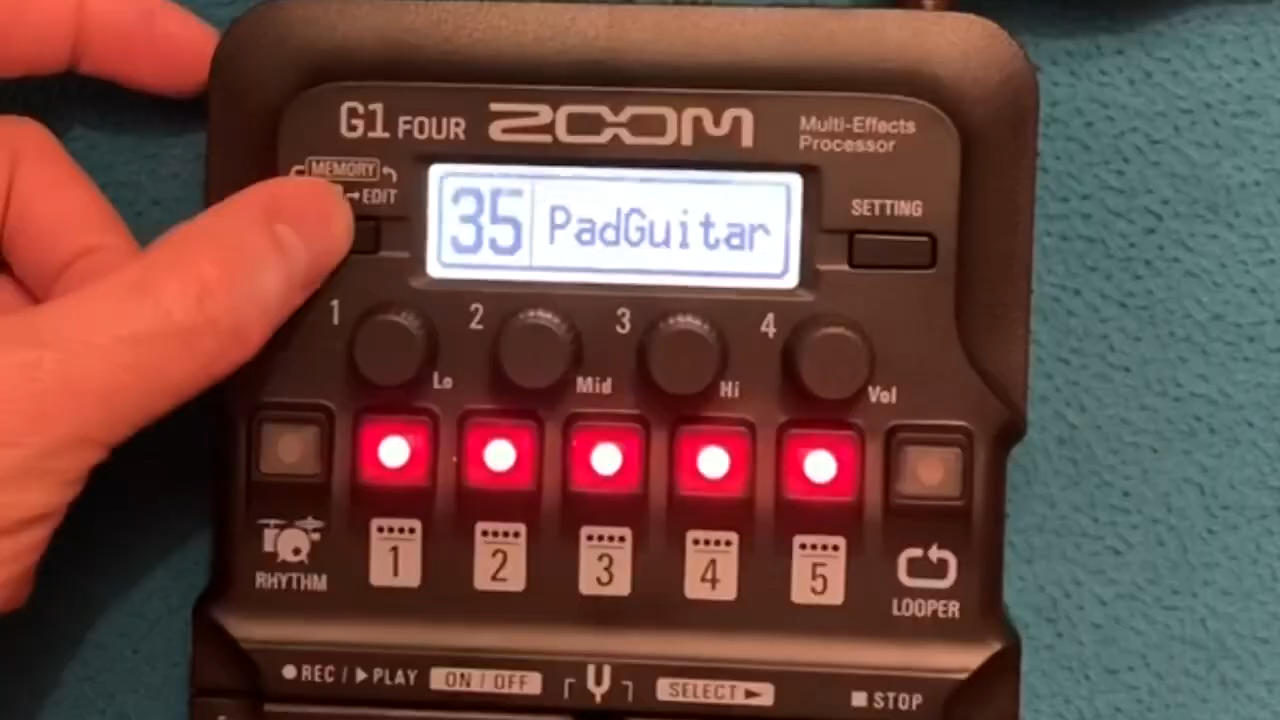 G1 FOUR ZOOM Multi-Effects
Processor
MEMORY
EDIT
35 PadGuitar
SETTING
1 2 3 4
Lo Mid Hi Vol
1 2 3 4 5
RHYTHM
LOOPER
REC / PLAY ON / OFF SELECT STOP